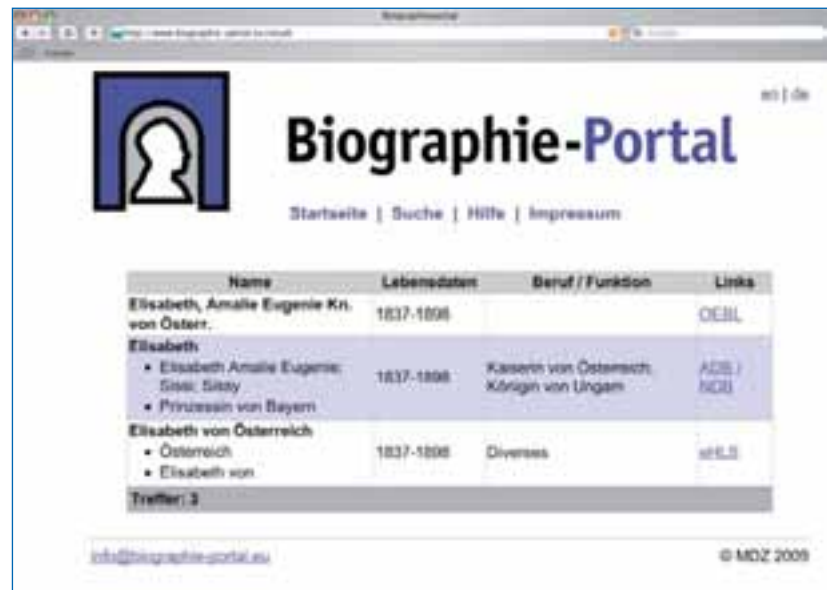 Biographieportal
en | de
Biographie-Portal
Startseite | Suche | Hilfe | Impressum
Name Lebensdaten Beruf / Funktion Links
Elisabeth, Amalie Eugenie Kn.
von Österr.
1837-1898
OEBL
Elisabeth
• Elisabeth Amalie Eugenie;
Sissi; Sissy
• Prinzessin von Bayern
1837-1898
Kaiserin von Österreich,
Königin von Ungarn
ADB /
NDB
Elisabeth von Österreich
• Österreich
• Elisabeth von
1837-1898
Diverses
eHLS
Treffer: 3
info@biographie-portal.eu
© MDZ 2009